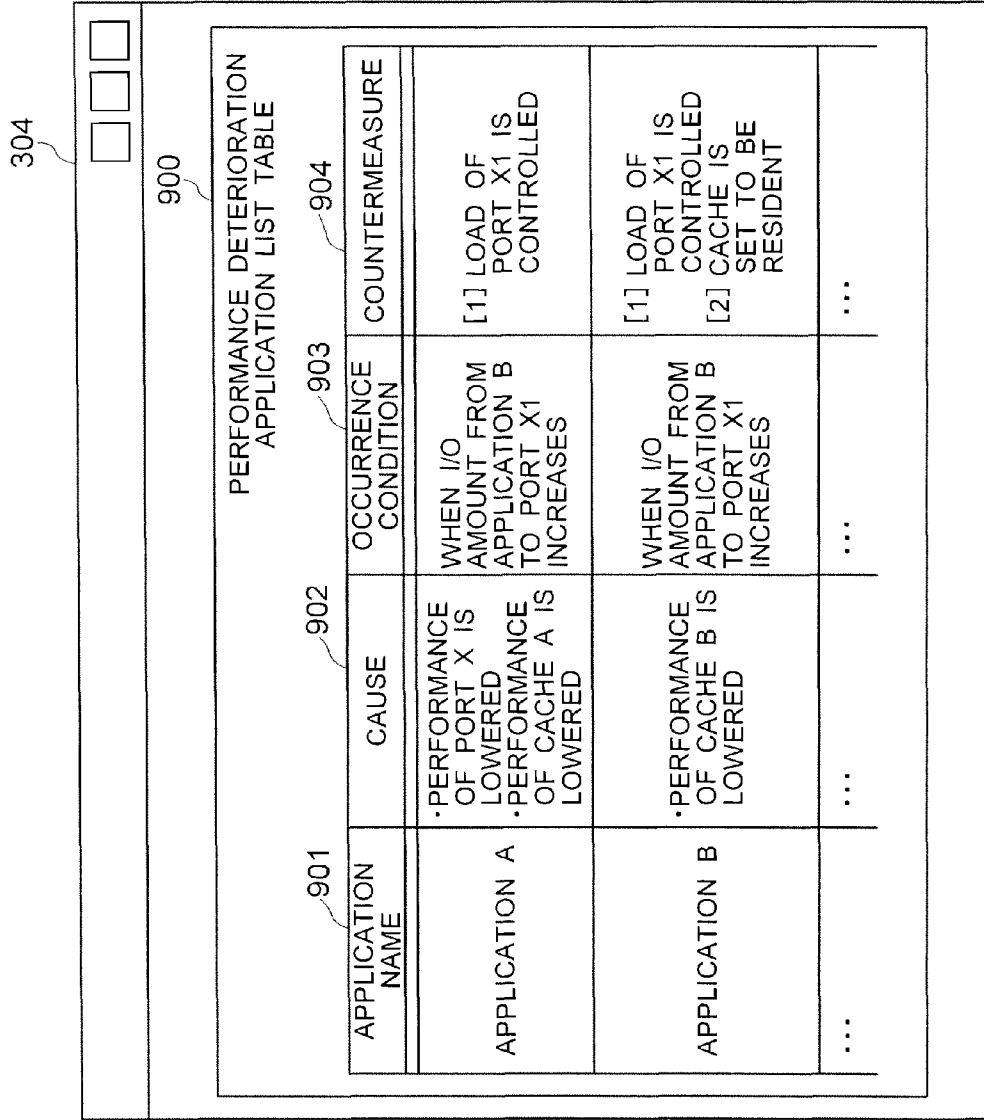 304
900
PERFORMANCE DETERIORATION
APPLICATION LIST TABLE
901
902
903
904
APPLICATION
NAME
CAUSE
OCCURRENCE
CONDITION
COUNTERMEASURE
APPLICATION A
·PERFORMANCE
OF PORT X IS
LOWERED
·PERFORMANCE
OF CACHE A IS
LOWERED
WHEN I/O
AMOUNT FROM
APPLICATION B
TO PORT X1
INCREASES
[1] LOAD OF
PORT X1 IS
CONTROLLED
APPLICATION B
·PERFORMANCE
OF CACHE B IS
LOWERED
WHEN I/O
AMOUNT FROM
APPLICATION B
TO PORT X1
INCREASES
[1] LOAD OF
PORT X1 IS
CONTROLLED
[2] CACHE IS
SET TO BE
RESIDENT
...
...
...
...